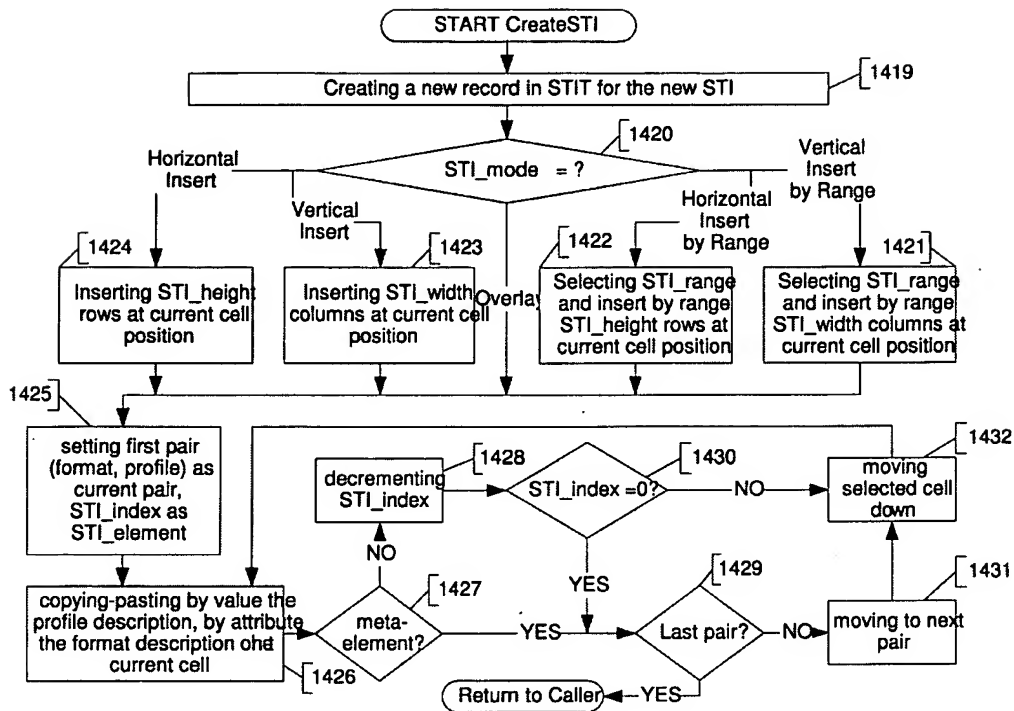 START CreateSTI
1419
Creating a new record in STIT for the new STI
1420
STI_mode = ?
Horizontal
Insert
Vertical
Insert
Overlay
Horizontal
Insert
by Range
Vertical
Insert
by Range
1424
Inserting STI_height
rows at current cell
position
1423
Inserting STI_width
columns at current cell
position
1422
Selecting STI_range
and insert by range
STI_height rows at
current cell position
1421
Selecting STI_range
and insert by range
STI_width columns at
current cell position
1425
setting first pair
(format, profile) as
current pair,
STI_index as
STI_element
1428
decrementing
STI_index
1430
STI_index =0?
NO
1432
moving
selected cell
down
NO
YES
copying-pasting by value the
profile description, by attribute
the format description on
current cell
1426
1427
meta-
element?
YES
1429
Last pair?
NO
1431
moving to next
pair
YES
Return to Caller